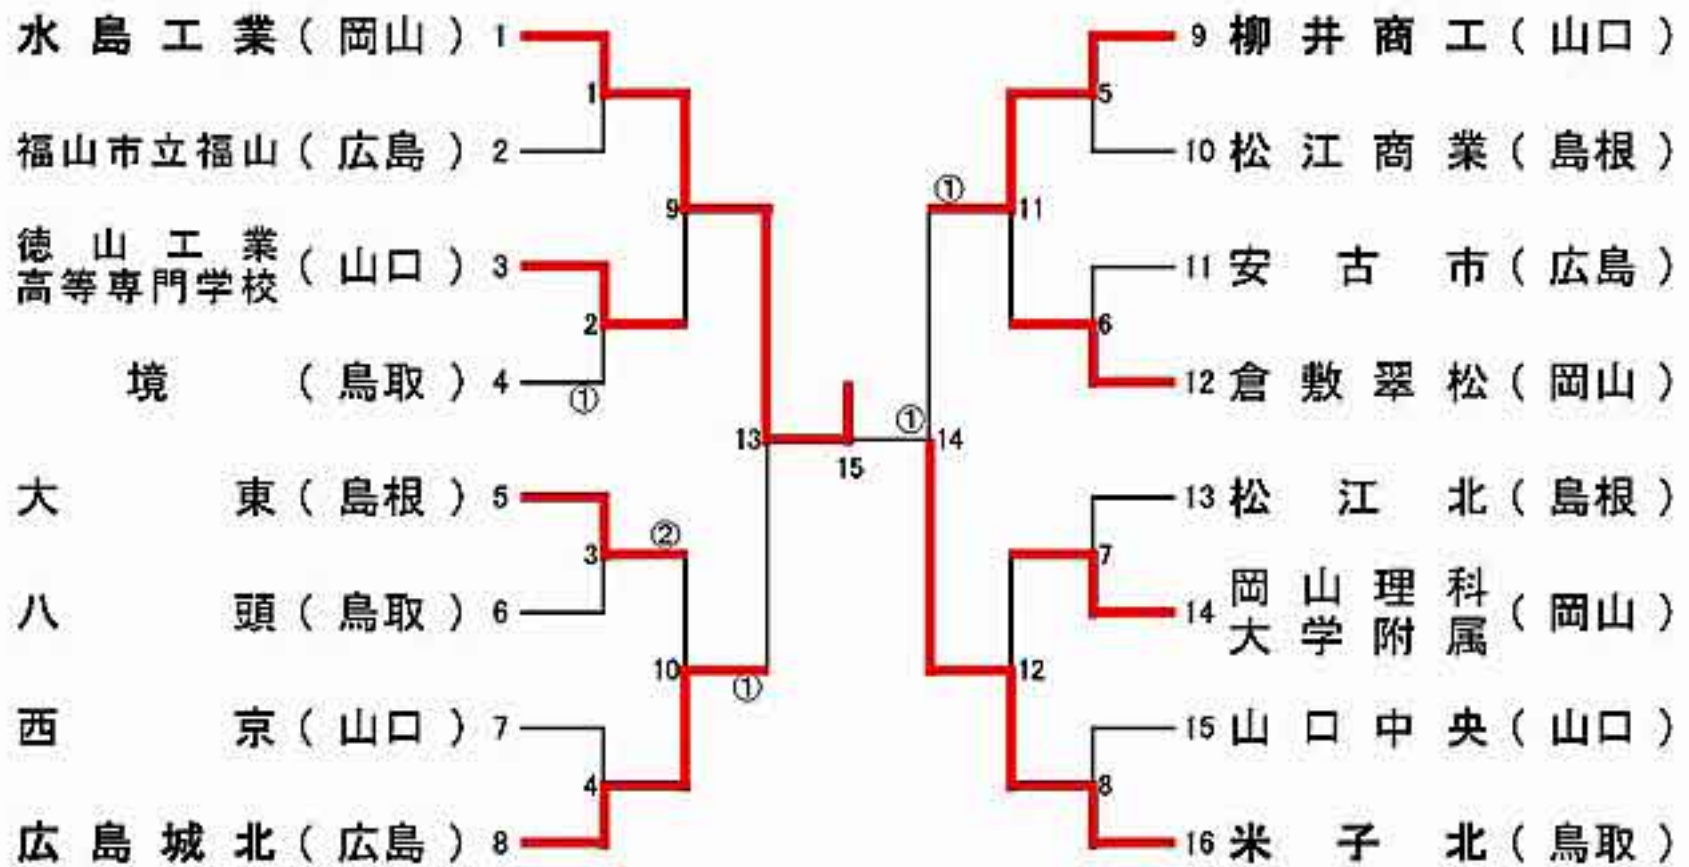 水島工業(岡山) 1
福山市立福山(広島) 2
徳山工業
高等専門学校
(山口) 3
境(鳥取) 4
大東(島根) 5
八頭(鳥取) 6
西京(山口) 7
広島城北(広島) 8
1
2
①
3
②
4
9
10
①
13
15
①
14
①
11
12
5
6
7
8
9 柳井商工(山口)
10 松江商業(島根)
11 安古市(広島)
12 倉敷翠松(岡山)
13 松江北(島根)
14 岡山理科
大学附属
(岡山)
15 山口中央(山口)
16 米子北(鳥取)